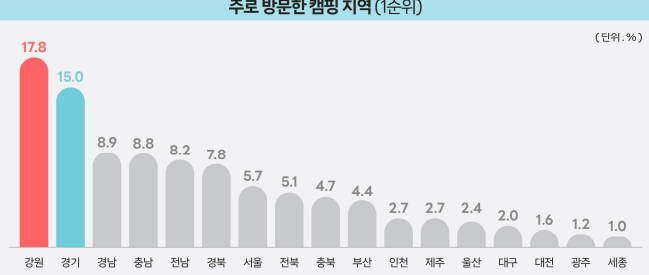 주로 방문한 캠핑 지역 (1순위)
(단위.%)
17.8
15.0
8.9 8.8 8.2 7.8 5.7 5.1 4.7 4.4 2.7 2.7 2.4 2.0 1.6 1.2 1.0
강원 경기 경남 충남 전남 경북 서울 전북 충북 부산 인천 제주 울산 대구 대전 광주 세종